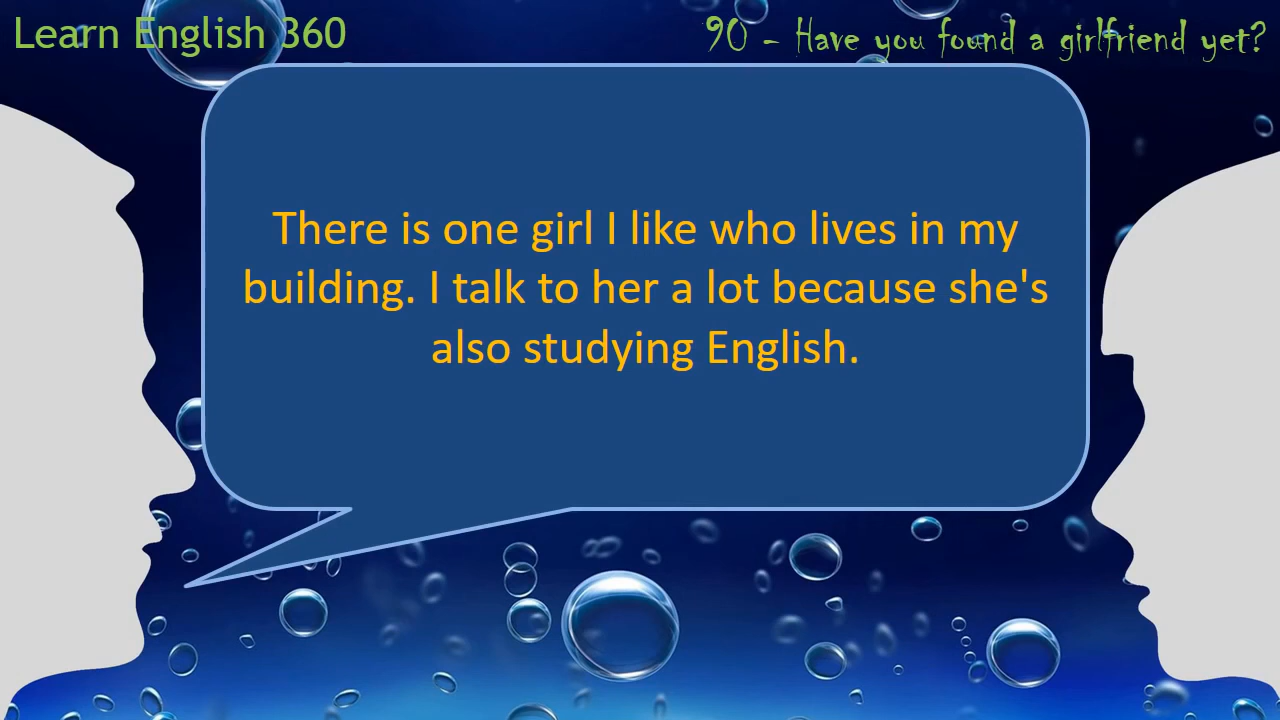 Learn English 360
90 - Have you found a girlfriend yet?
There is one girl I like who lives in my
building. I talk to her a lot because she's
also studying English.